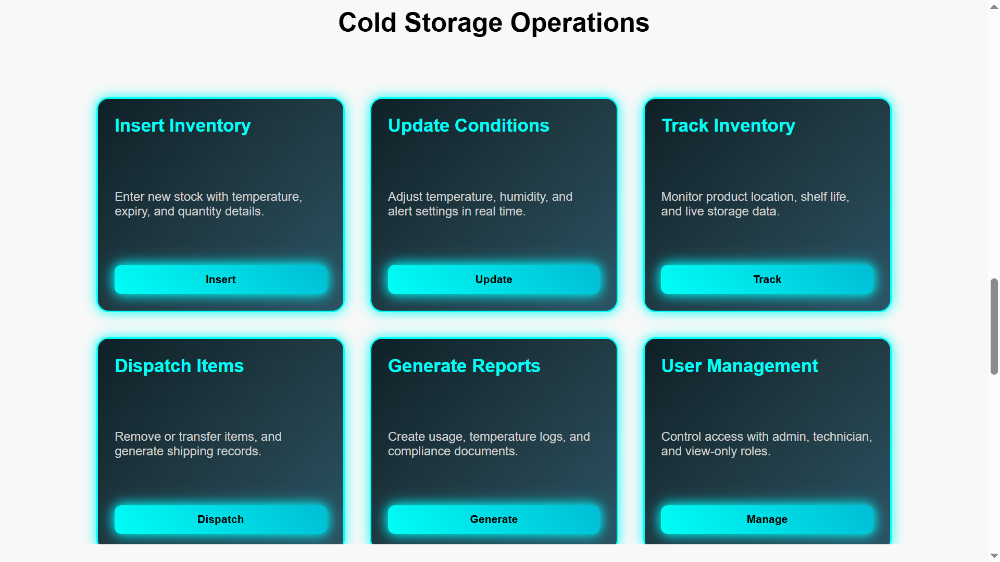 Cold Storage Operations
Insert Inventory
Enter new stock with temperature,
expiry, and quantity details.
Insert
Update Conditions
Adjust temperature, humidity, and
alert settings in real time.
Update
Track Inventory
Monitor product location, shelf life,
and live storage data.
Track
Dispatch Items
Remove or transfer items, and
generate shipping records.
Dispatch
Generate Reports
Create usage, temperature logs, and
compliance documents.
Generate
User Management
Control access with admin, technician,
and view-only roles.
Manage